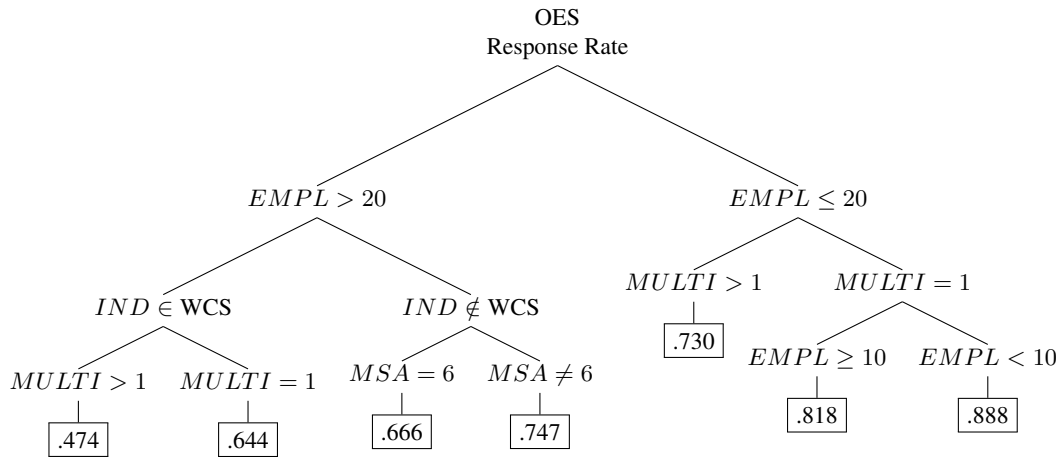 OES
Response Rate
EMPL > 20
EMPL ≤ 20
IND ∈ WCS
IND ∉ WCS
MULTI > 1
MULTI = 1
MULTI > 1
MULTI = 1
MSA = 6
MSA ≠ 6
.730
EMPL ≥ 10
EMPL < 10
.474
.644
.666
.747
.818
.888